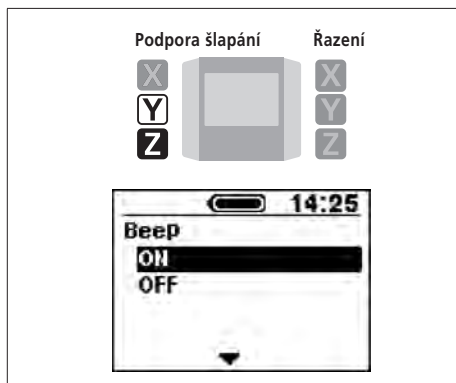 Podpora šlapání Řazení
X X
Y Y
Z Z
14:25
Beep
ON
OFF